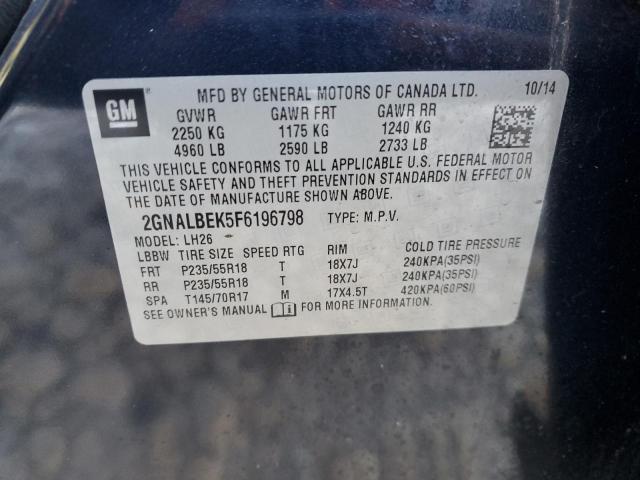 GM
MFD BY GENERAL MOTORS OF CANADA LTD. 10/14
GVWR GAWR FRT GAWR RR
2250 KG 1175 KG 1240 KG
4960 LB 2590 LB 2733 LB
THIS VEHICLE CONFORMS TO ALL APPLICABLE U.S. FEDERAL MOTOR
VEHICLE SAFETY AND THEFT PREVENTION STANDARDS IN EFFECT ON
THE DATE OF MANUFACTURE SHOWN ABOVE.
2GNALBEK5F6196798 TYPE: M.P.V.
MODEL: LH26
LBBW TIRE SIZE SPEED RTG RIM COLD TIRE PRESSURE
FRT P235/55R18 T 18X7J 240KPA(35PSI)
RR P235/55R18 T 18X7J 240KPA(35PSI)
SPA T145/70R17 M 17X4.5T 420KPA(60PSI)
SEE OWNER'S MANUAL FOR MORE INFORMATION.